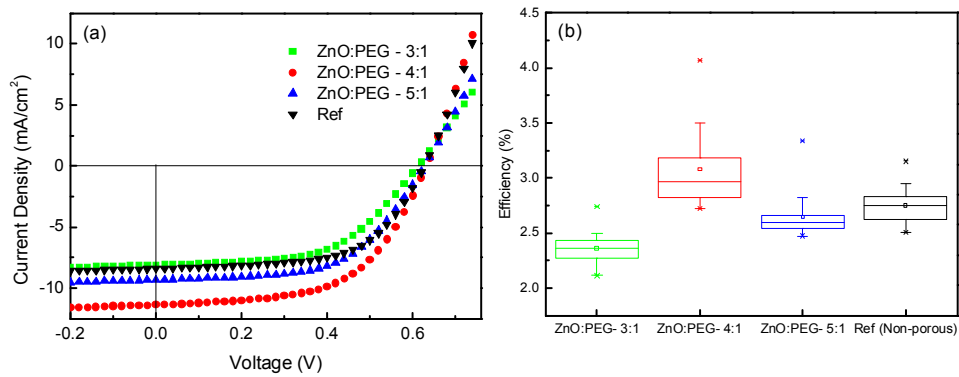 (a)
ZnO:PEG - 3:1
ZnO:PEG - 4:1
ZnO:PEG - 5:1
Ref
10
5
0
-5
-10
-0.2
0.0
0.2
0.4
0.6
Current Density (mA/cm²)
Voltage (V)
(b)
4.5
4.0
3.5
3.0
2.5
2.0
Efficiency (%)
ZnO:PEG- 3:1
ZnO:PEG- 4:1
ZnO:PEG- 5:1
Ref (Non-porous)